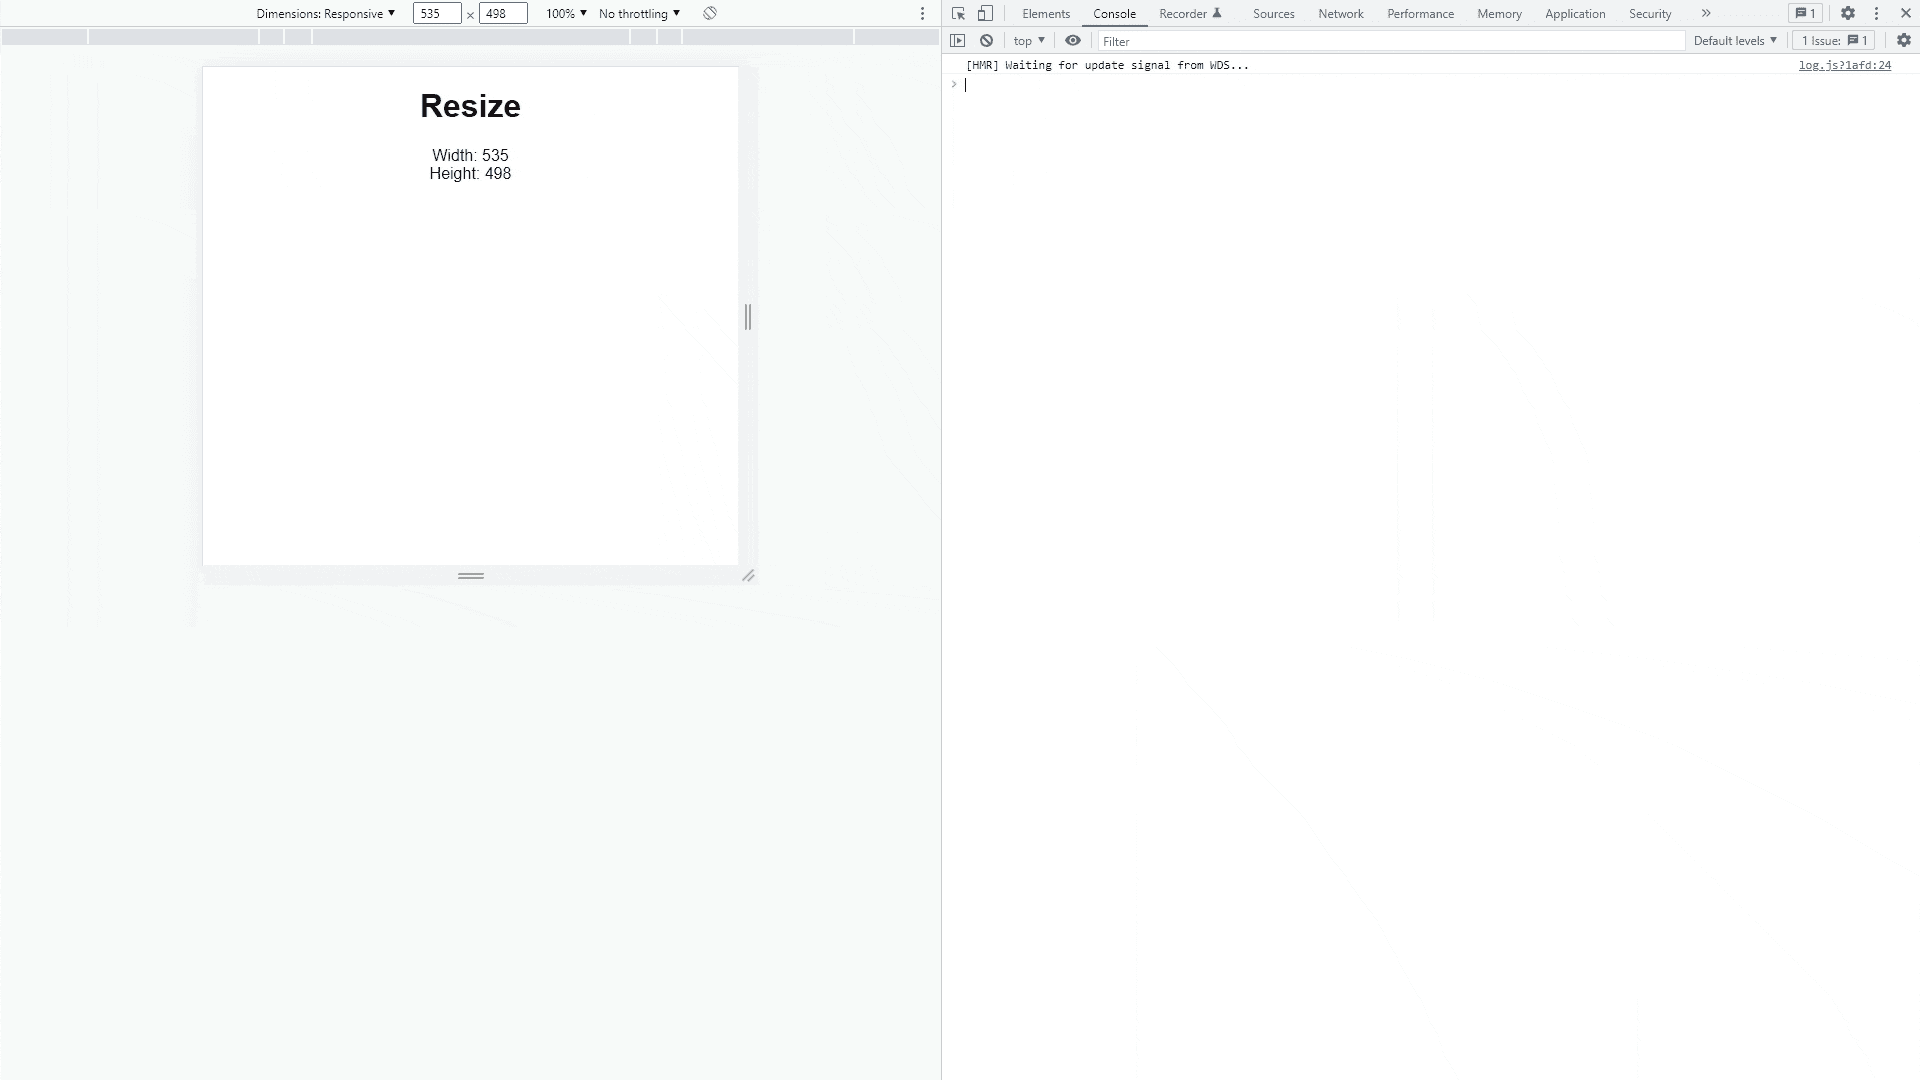 Dimensions: Responsive ▼ 535 × 498 100% ▼ No throttling ▼
Elements Console Recorder Sources Network Performance Memory Application Security » 1
top ▼ Filter Default levels ▼ 1 Issue: 1
[HMR] Waiting for update signal from WDS... log.js?1afd:24
>
Resize
Width: 535
Height: 498